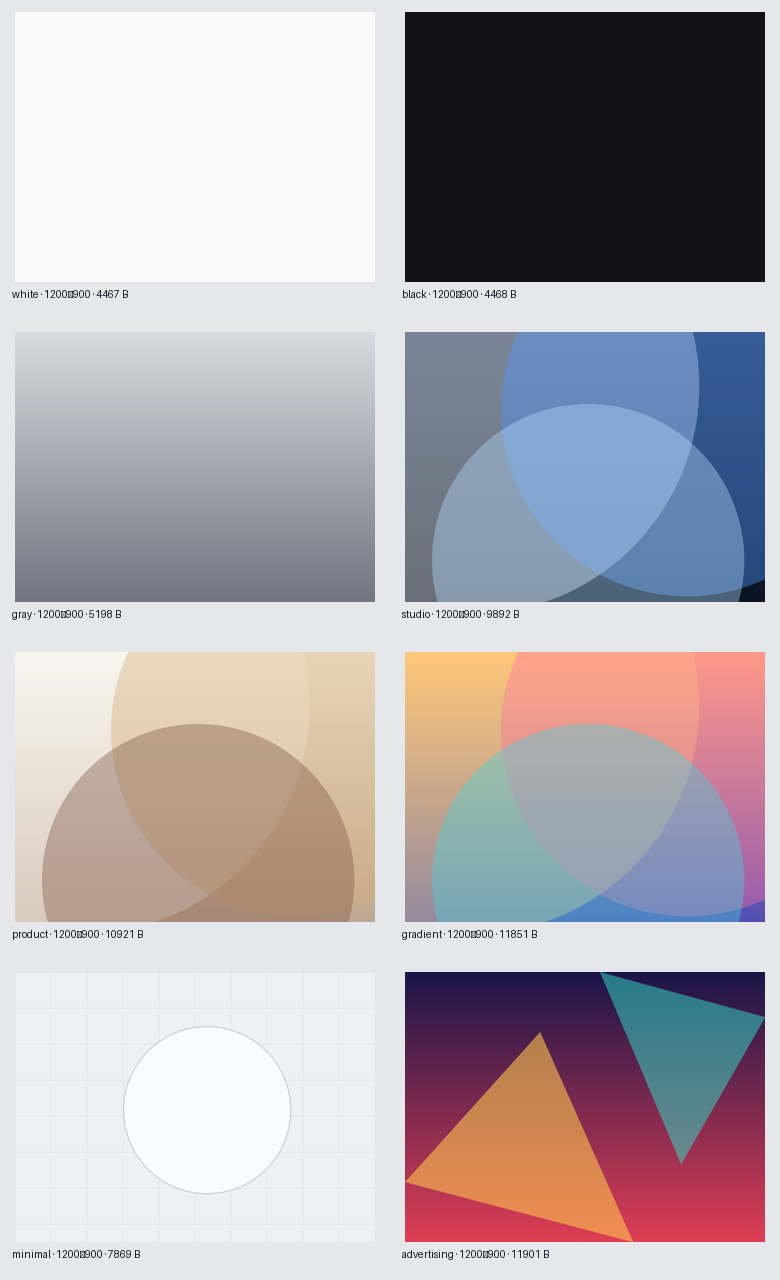 white · 1200▯900 · 4467 B
black · 1200▯900 · 4468 B
gray · 1200▯900 · 5198 B
studio · 1200▯900 · 9892 B
product · 1200▯900 · 10921 B
gradient · 1200▯900 · 11851 B
minimal · 1200▯900 · 7869 B
advertising · 1200▯900 · 11901 B